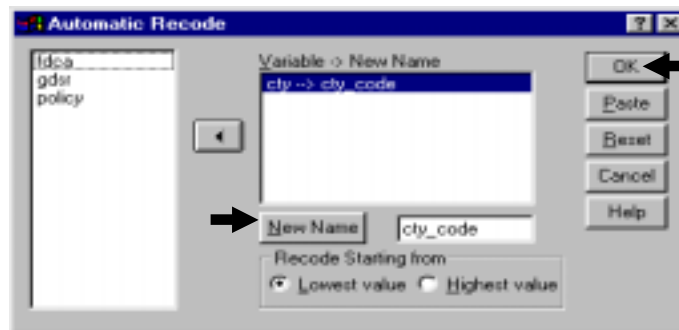 Automatic Recode
fdca
gdsr
policy
Variable -> New Name
cty --> cty_code
New Name
cty_code
Recode Starting from
Lowest value
Highest value
OK
Paste
Reset
Cancel
Help